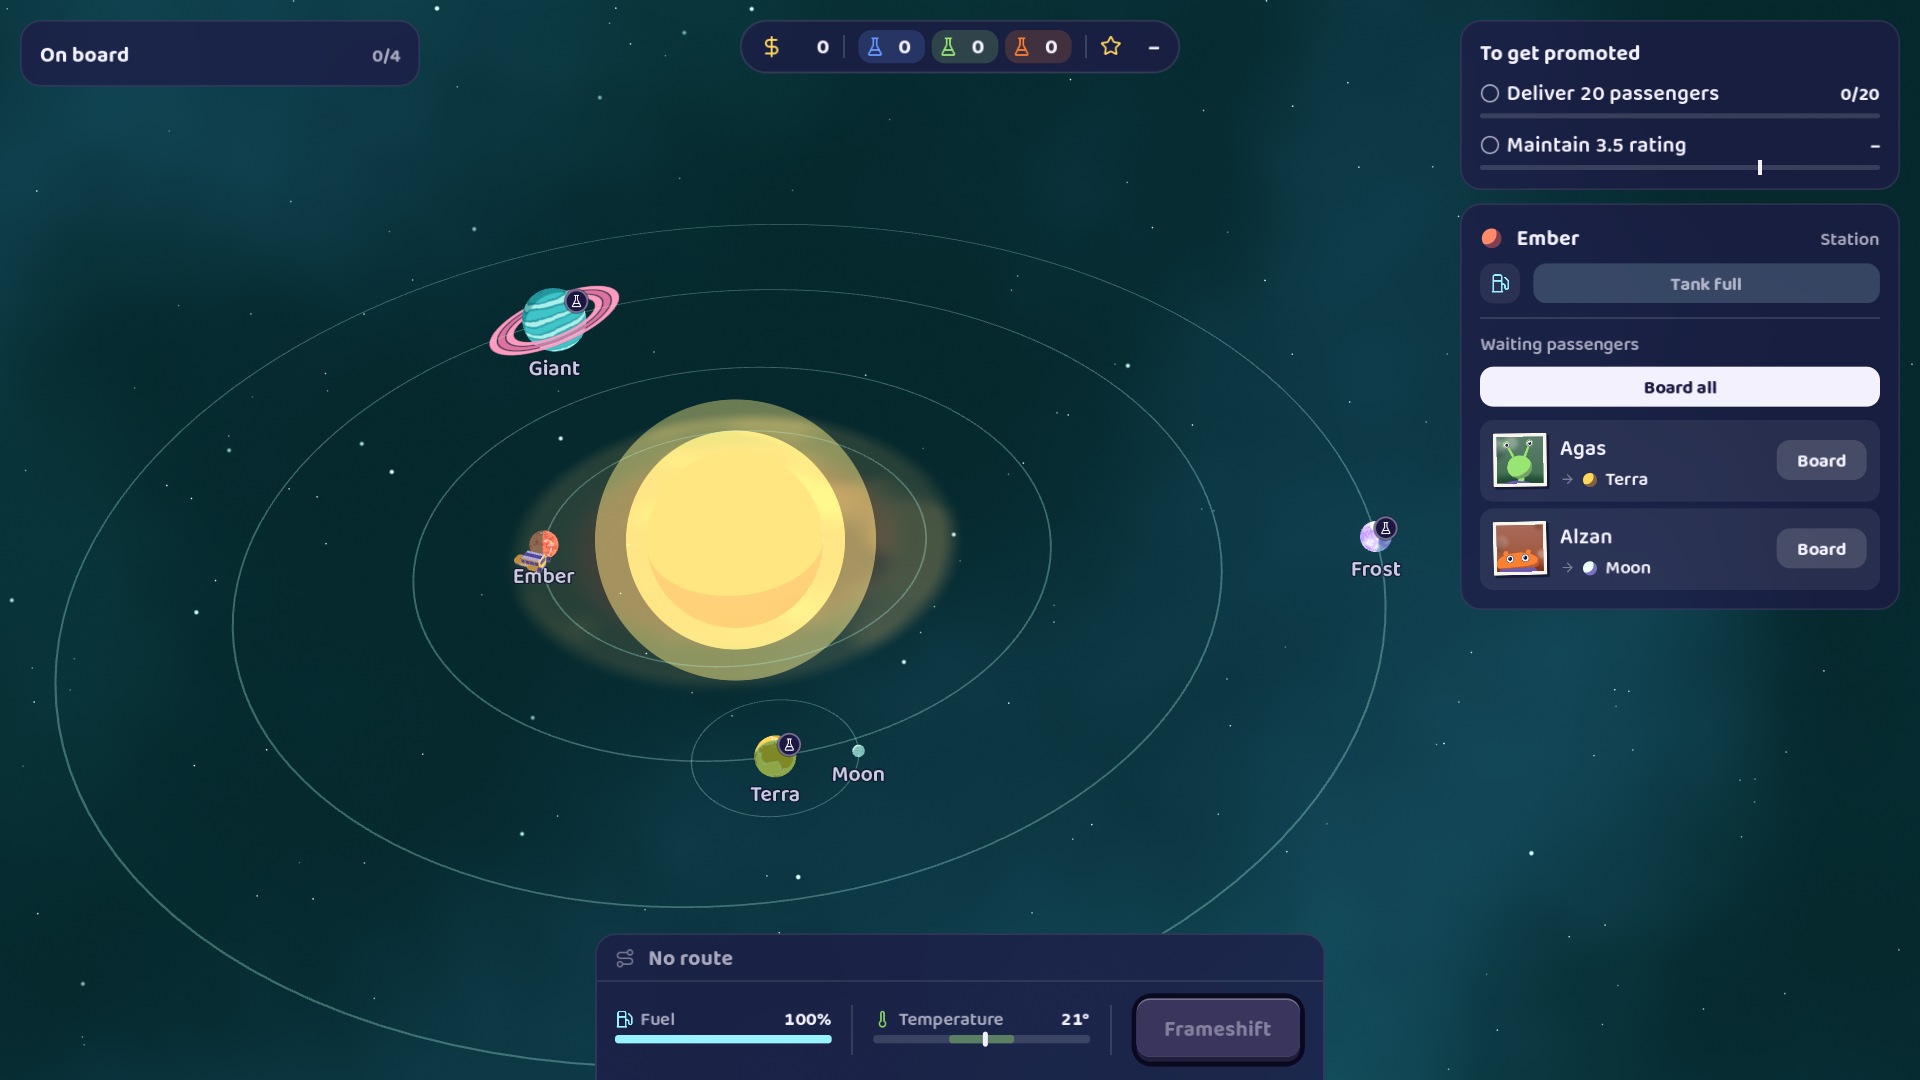 On board
0/4
0
0
0
0
–
To get promoted
Deliver 20 passengers
0/20
Maintain 3.5 rating
–
Ember
Station
Tank full
Waiting passengers
Board all
Agas
→ Terra
Board
Alzan
→ Moon
Board
Giant
Ember
Frost
Terra
Moon
No route
Fuel
100%
Temperature
21°
Frameshift